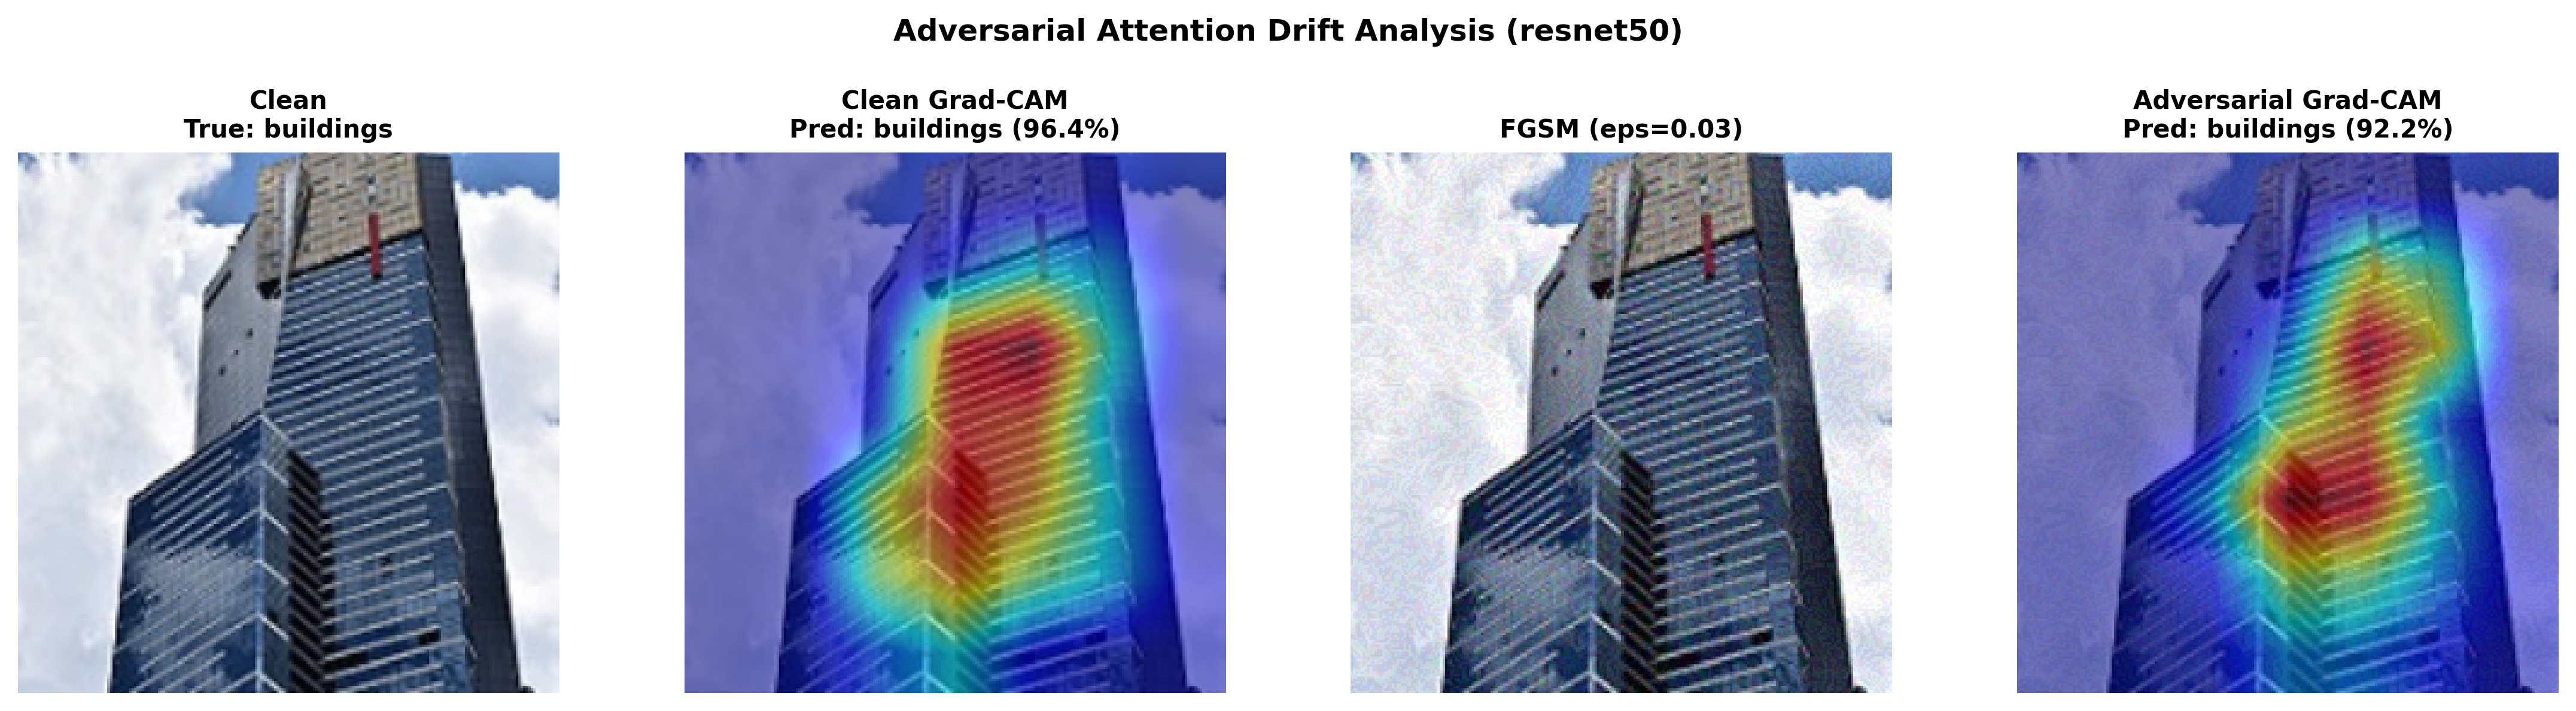 Adversarial Attention Drift Analysis (resnet50)
Clean
True: buildings
Clean Grad-CAM
Pred: buildings (96.4%)
FGSM (eps=0.03)
Adversarial Grad-CAM
Pred: buildings (92.2%)